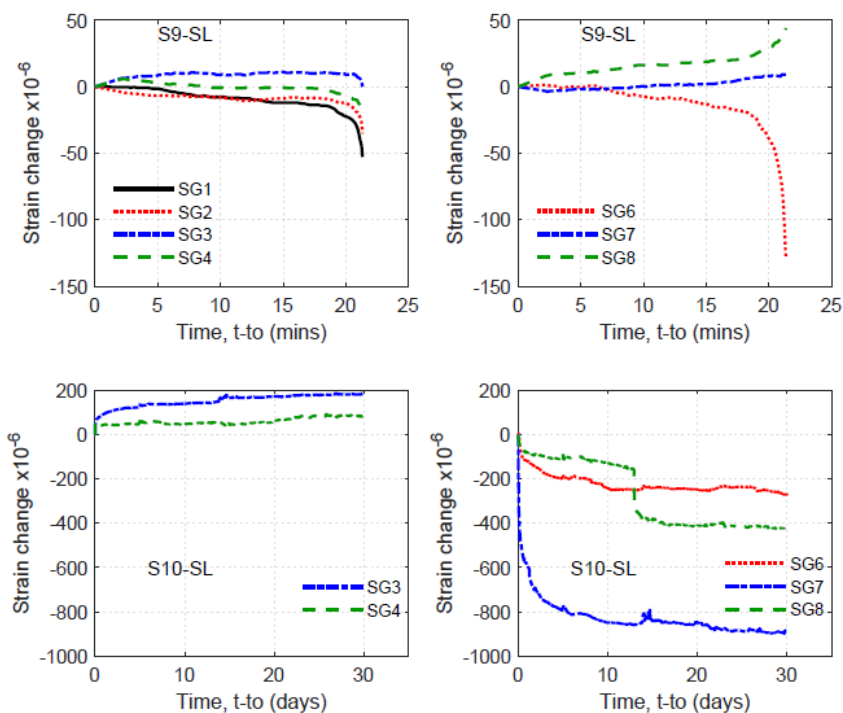 S9-SL
Strain change x10-6
50
0
-50
-100
-150
SG1
SG2
SG3
SG4
0 5 10 15 20 25
Time, t-to (mins)
S9-SL
Strain change x10-6
50
0
-50
-100
-150
SG6
SG7
SG8
0 5 10 15 20 25
Time, t-to (mins)
Strain change x10-6
200
0
-200
-400
-600
-800
-1000
S10-SL
SG3
SG4
0 10 20 30
Time, t-to (days)
Strain change x10-6
200
0
-200
-400
-600
-800
-1000
S10-SL
SG6
SG7
SG8
0 10 20 30
Time, t-to (days)